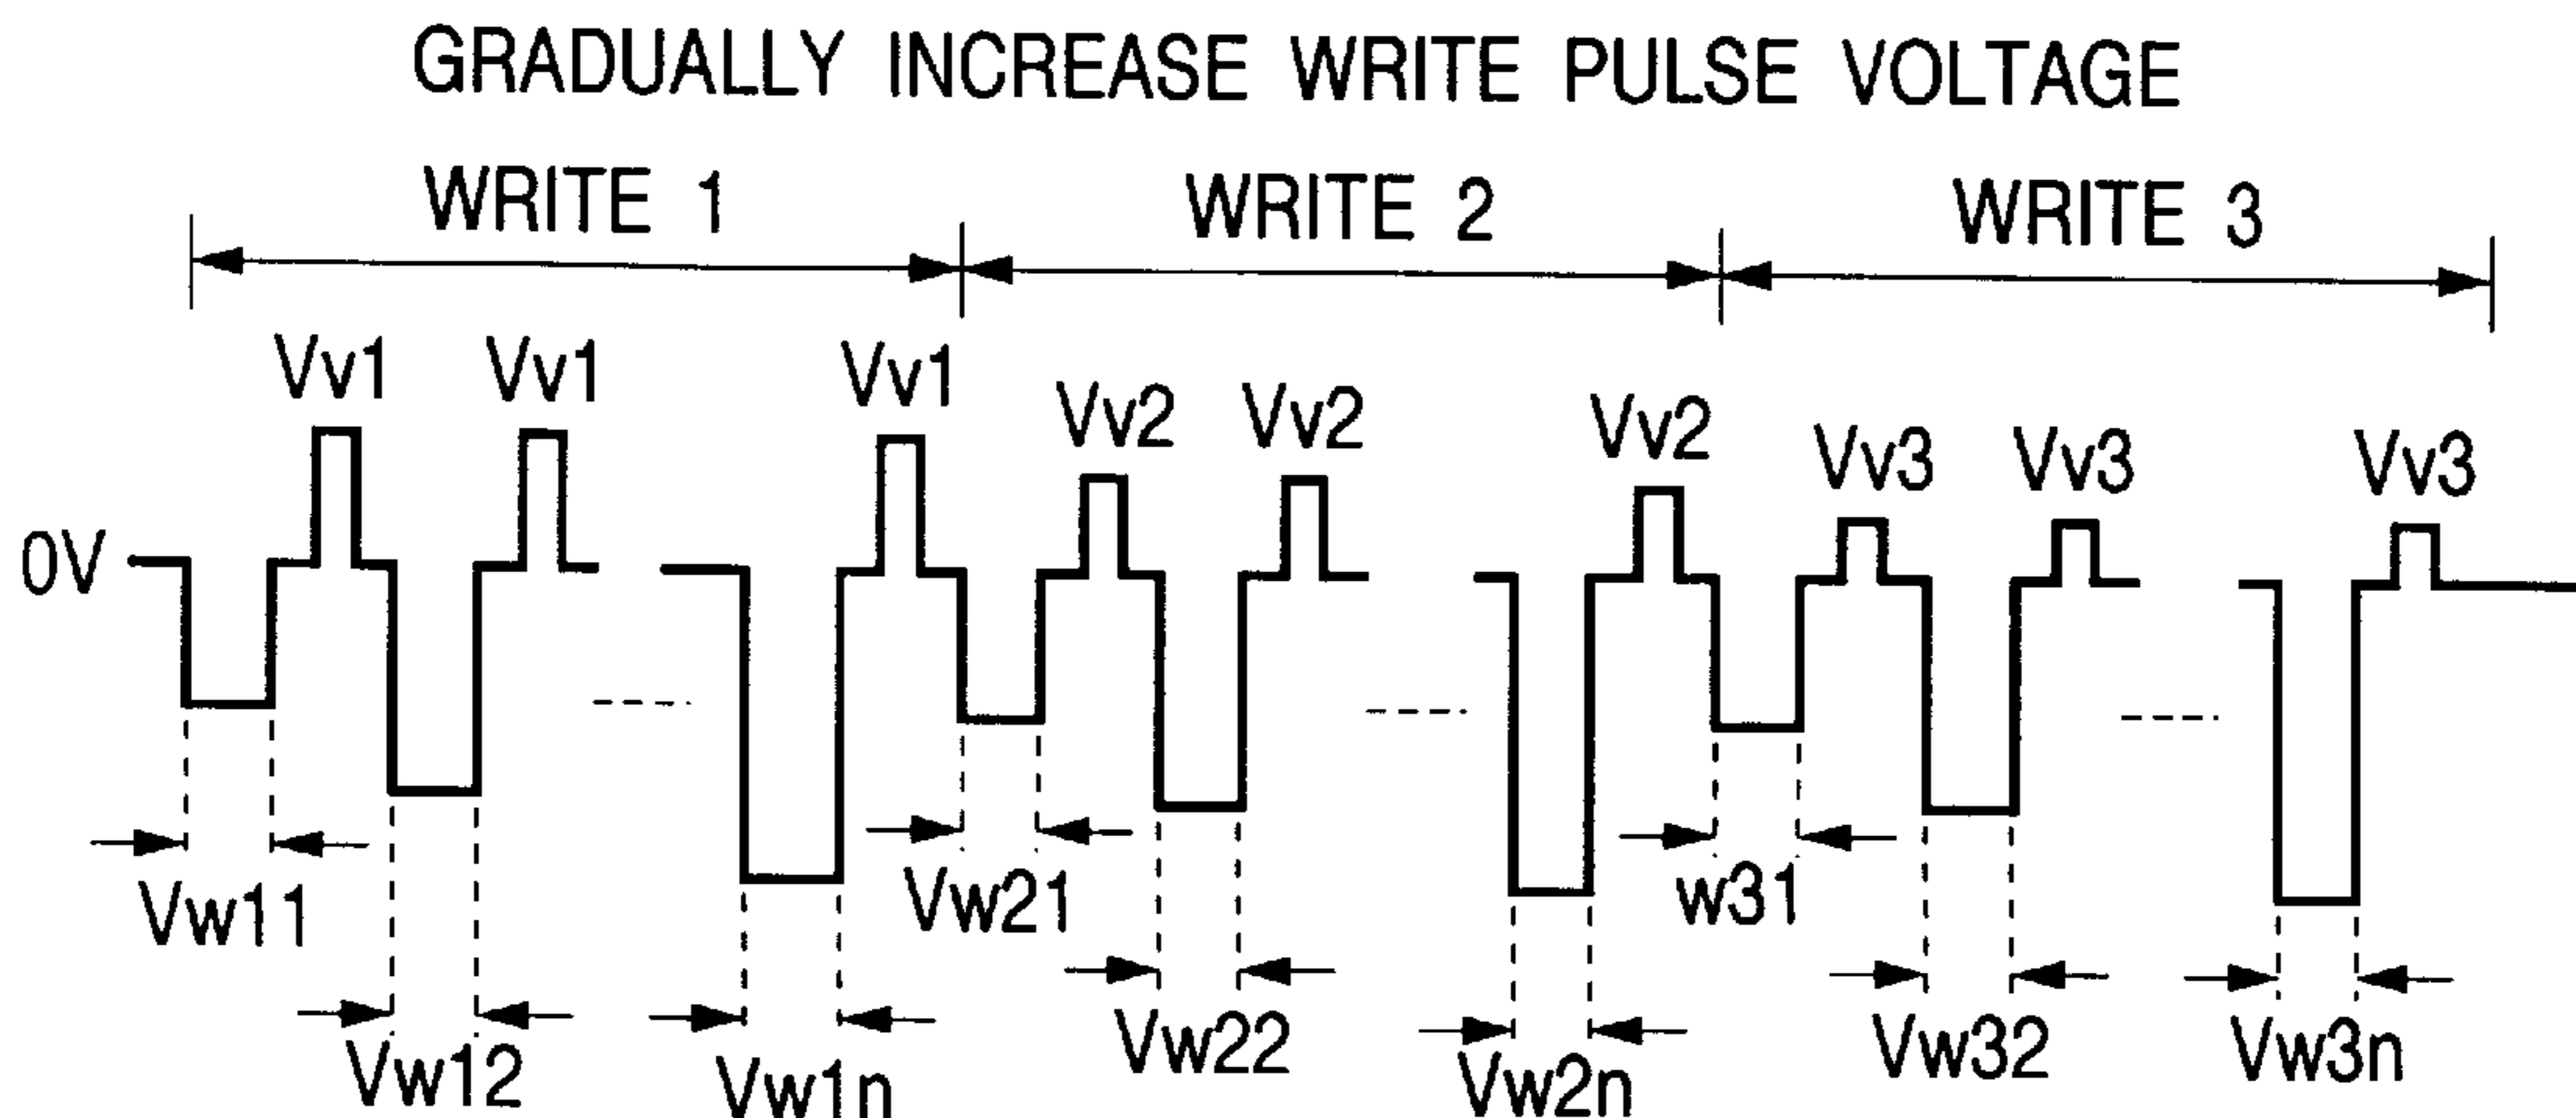 GRADUALLY INCREASE WRITE PULSE VOLTAGE
WRITE 1 WRITE 2 WRITE 3
Vv1 Vv1 Vv1 Vv2 Vv2 Vv2 Vv3 Vv3 Vv3
0V
Vw11 Vw21 w31
Vw12 Vw1n Vw22 Vw2n Vw32 Vw3n